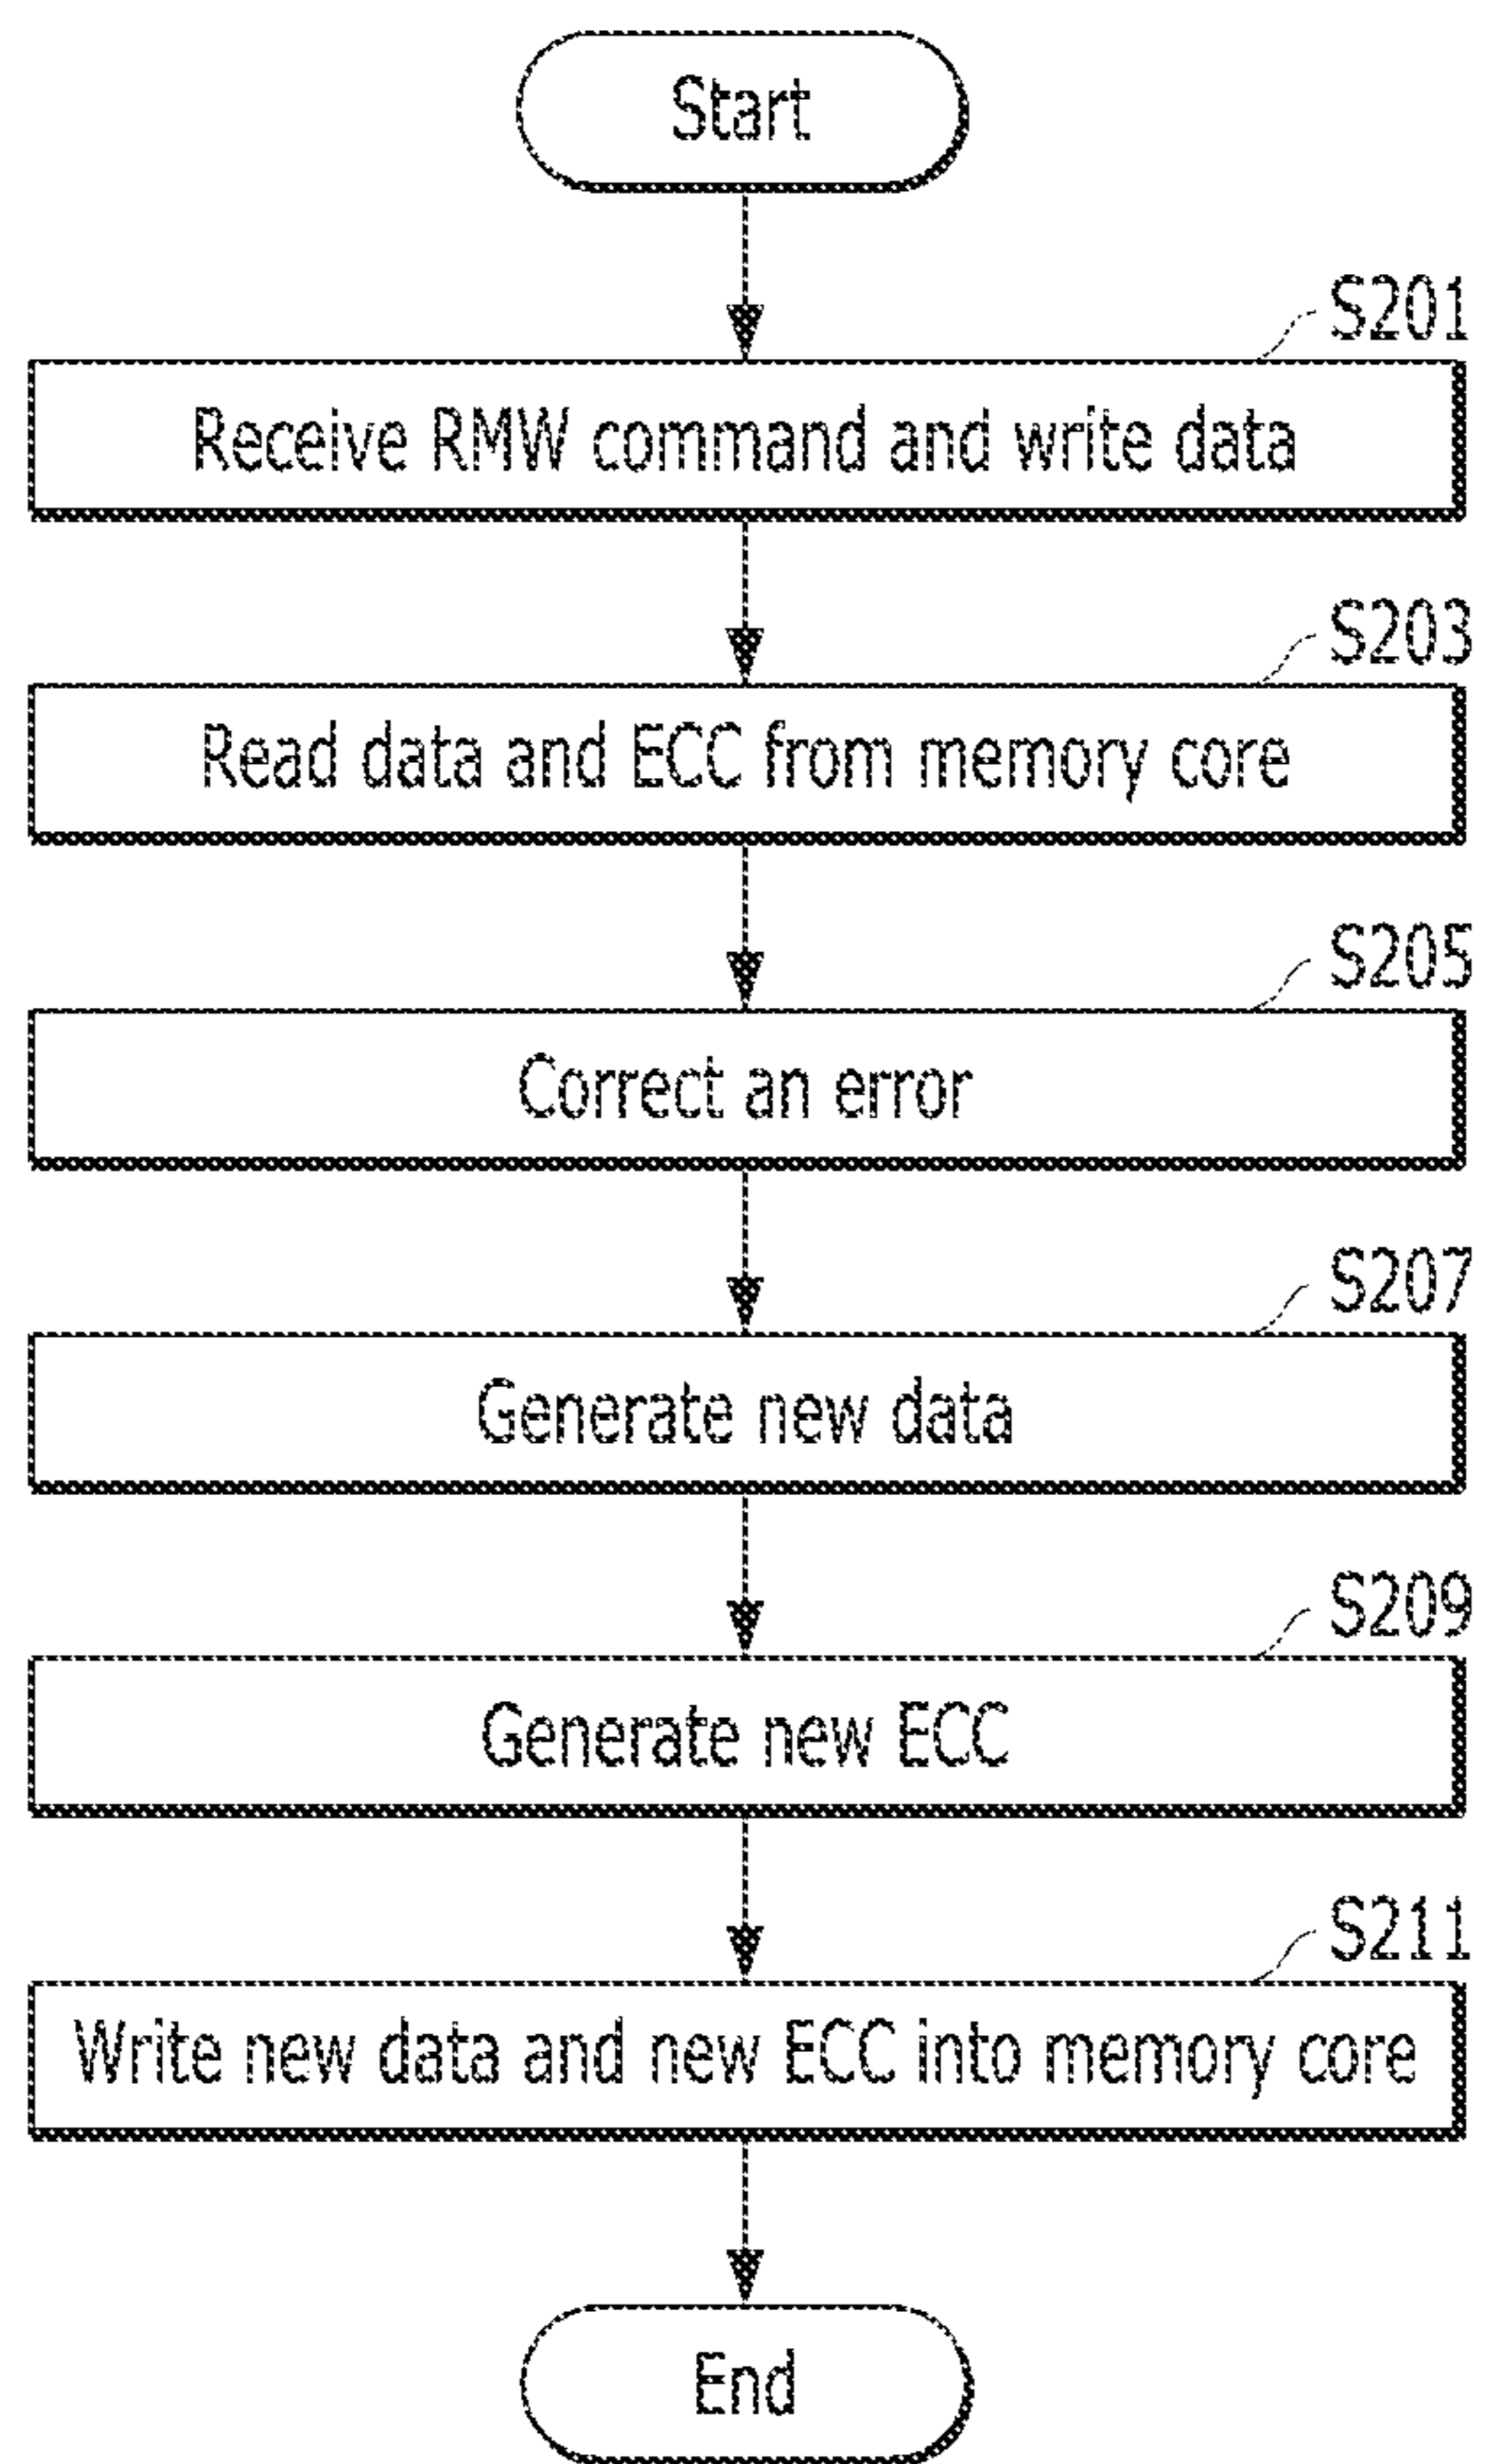 Start
S201
Receive RMW command and write data
S203
Read data and ECC from memory core
S205
Correct an error
S207
Generate new data
S209
Generate new ECC
S211
Write new data and new ECC into memory core
End